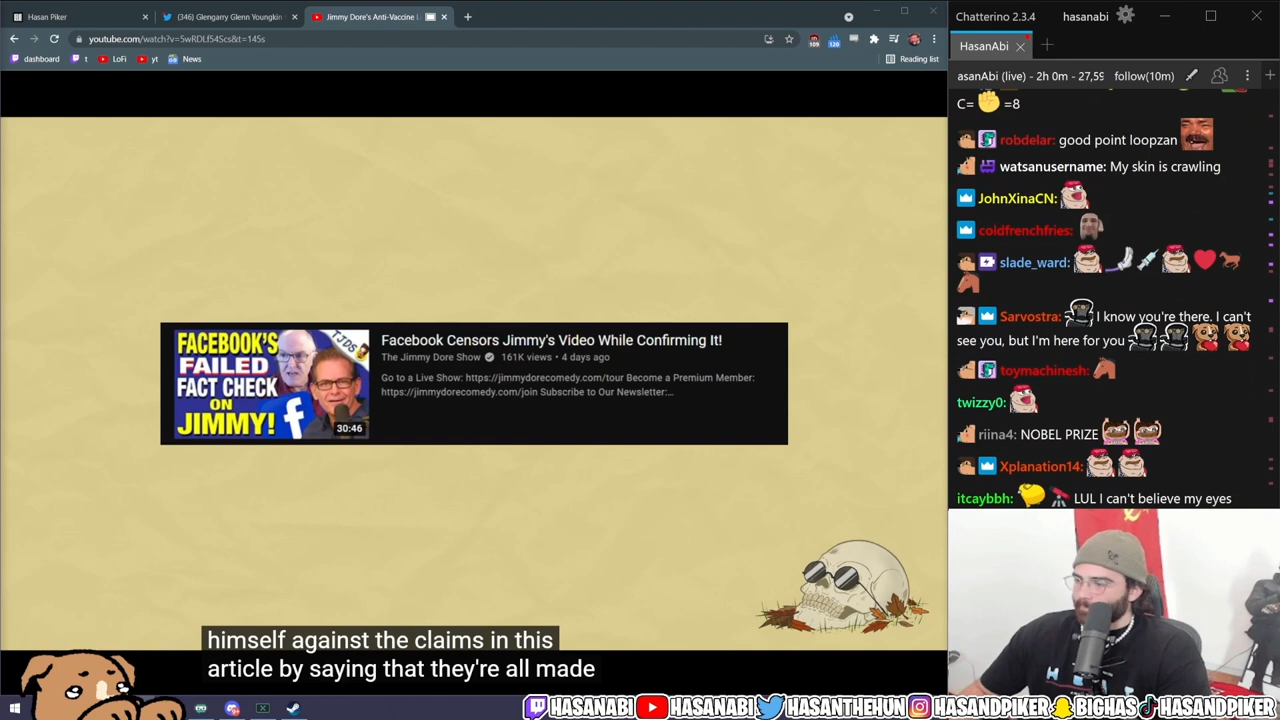 Hasan Piker
(346) Glengarry Glenn Youngkin
Jimmy Dore's Anti-Vaccine
youtube.com/watch?v=5wRDLf54Scs&t=145s
109
120
dashboard
t
LoFi
yt
News
Reading list
FACEBOOK'S
FAILED
FACT CHECK
ON
JIMMY!
TJDS
30:46
Facebook Censors Jimmy's Video While Confirming It!
The Jimmy Dore Show 161K views • 4 days ago
Go to a Live Show: https://jimmydorecomedy.com/tour Become a Premium Member:
https://jimmydorecomedy.com/join Subscribe to Our Newsletter:...
himself against the claims in this
article by saying that they're all made
Chatterino 2.3.4
hasanabi
HasanAbi
asanAbi (live) - 2h 0m - 27,59
follow(10m)
C= =8
robdelar: good point loopzan
watsanusername: My skin is crawling
JohnXinaCN:
coldfrenchfries:
slade_ward:
Sarvostra: I know you're there. I can't
see you, but I'm here for you
toymachinesh:
twizzy0:
riina4: NOBEL PRIZE
Xplanation14:
itcaybbh: LUL I can't believe my eyes
HASANABI HASANABI HASANTHEHUN HASANDPIKER BIGHAS HASANDPIKER